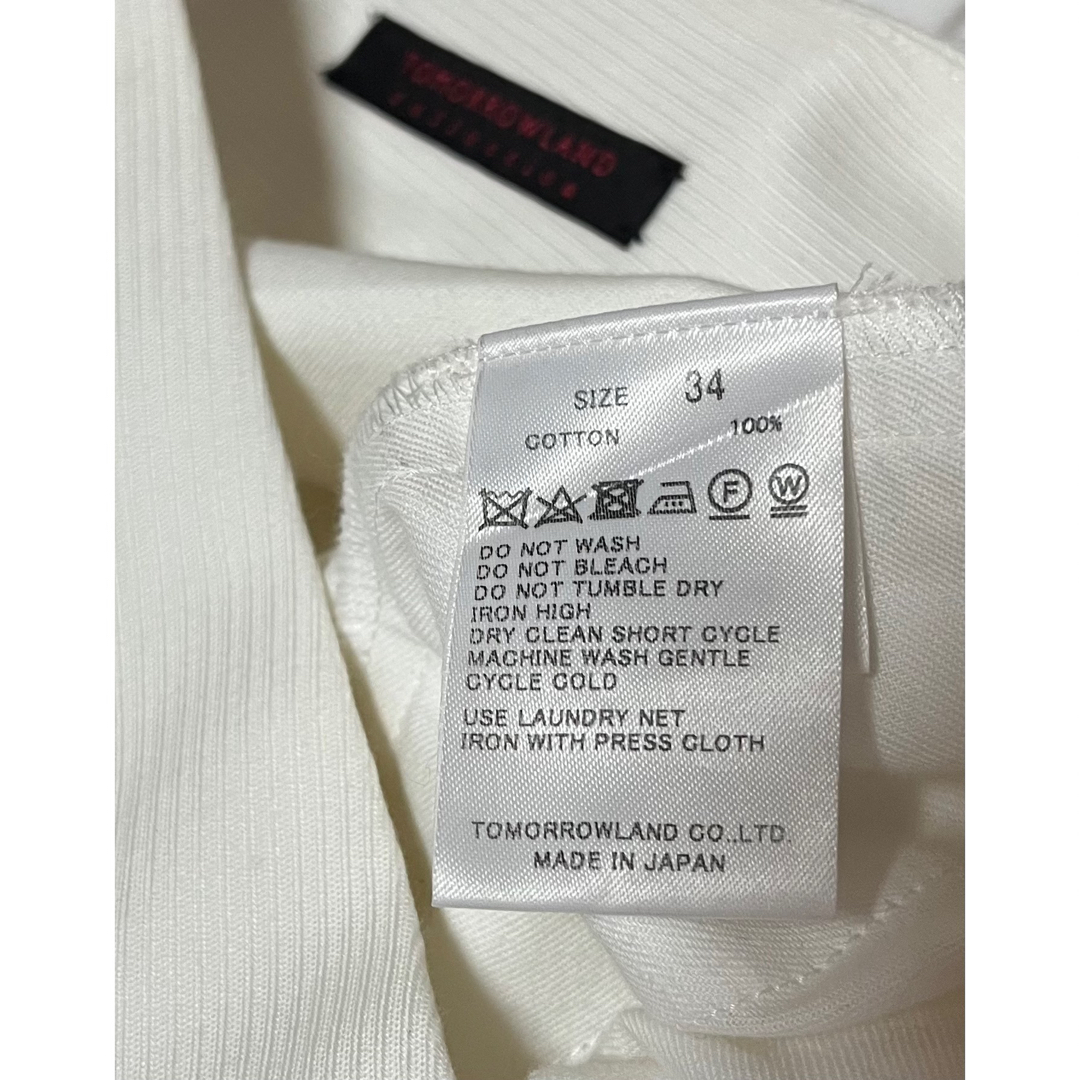 TOMORROWLAND
SIZE 34
COTTON 100%
F W
DO NOT WASH
DO NOT BLEACH
DO NOT TUMBLE DRY
IRON HIGH
DRY CLEAN SHORT CYCLE
MACHINE WASH GENTLE
CYCLE COLD
USE LAUNDRY NET
IRON WITH PRESS CLOTH
TOMORROWLAND CO.,LTD.
MADE IN JAPAN